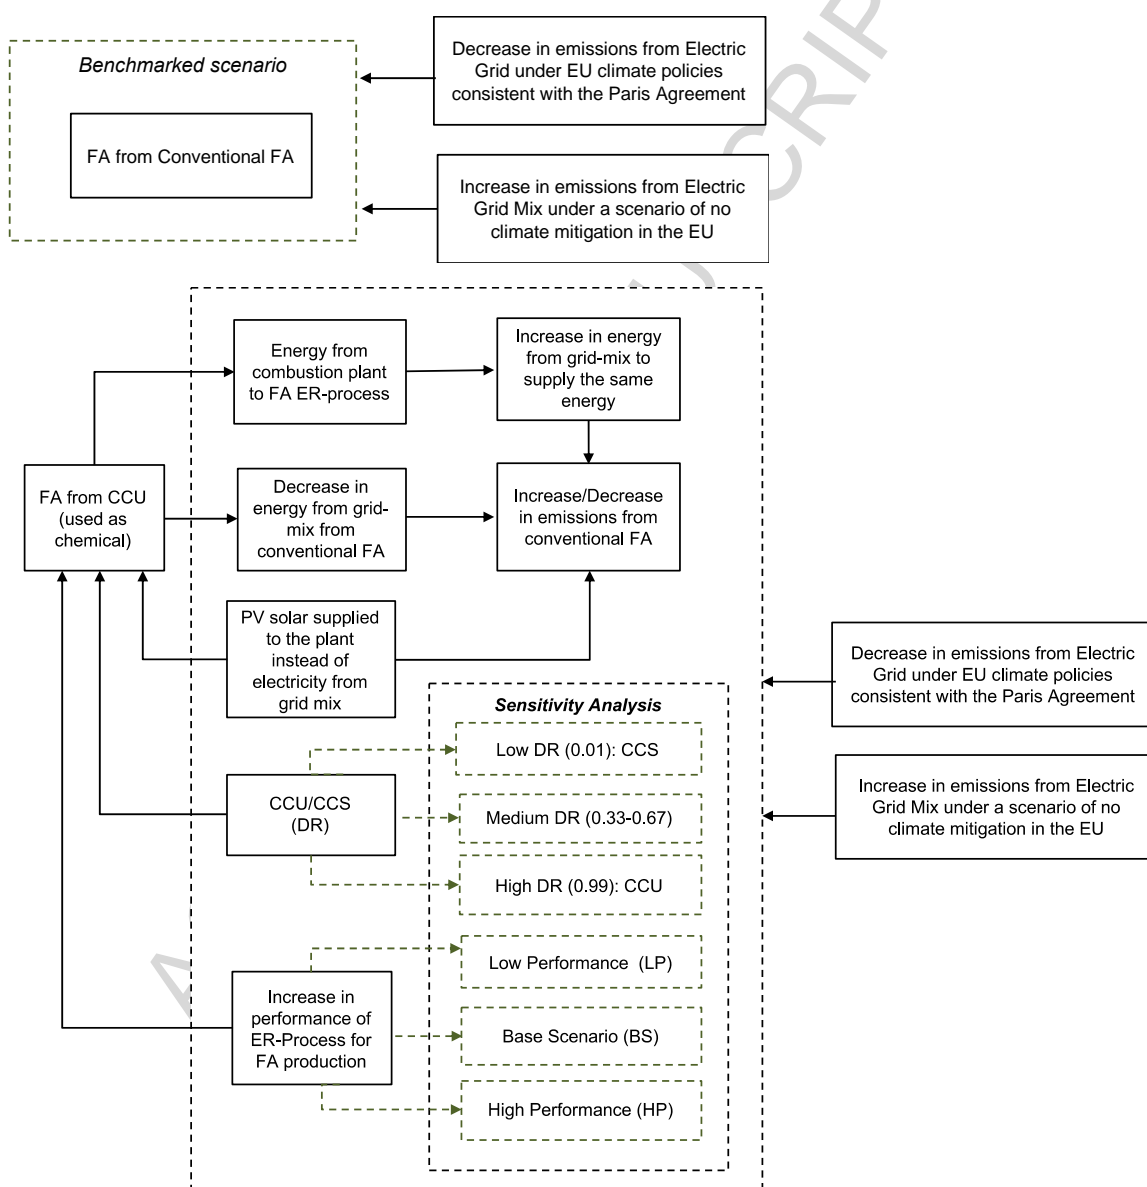 Benchmarked scenario
FA from Conventional FA
Decrease in emissions from Electric
Grid under EU climate policies
consistent with the Paris Agreement
Increase in emissions from Electric
Grid Mix under a scenario of no
climate mitigation in the EU
Energy from
combustion plant
to FA ER-process
Increase in energy
from grid-mix to
supply the same
energy
FA from CCU
(used as
chemical)
Decrease in
energy from grid-
mix from
conventional FA
Increase/Decrease
in emissions from
conventional FA
PV solar supplied
to the plant
instead of
electricity from
grid mix
Decrease in emissions from Electric
Grid under EU climate policies
consistent with the Paris Agreement
Increase in emissions from Electric
Grid Mix under a scenario of no
climate mitigation in the EU
Sensitivity Analysis
CCU/CCS
(DR)
Low DR (0.01): CCS
Medium DR (0.33-0.67)
High DR (0.99): CCU
Increase in
performance of
ER-Process for
FA production
Low Performance (LP)
Base Scenario (BS)
High Performance (HP)